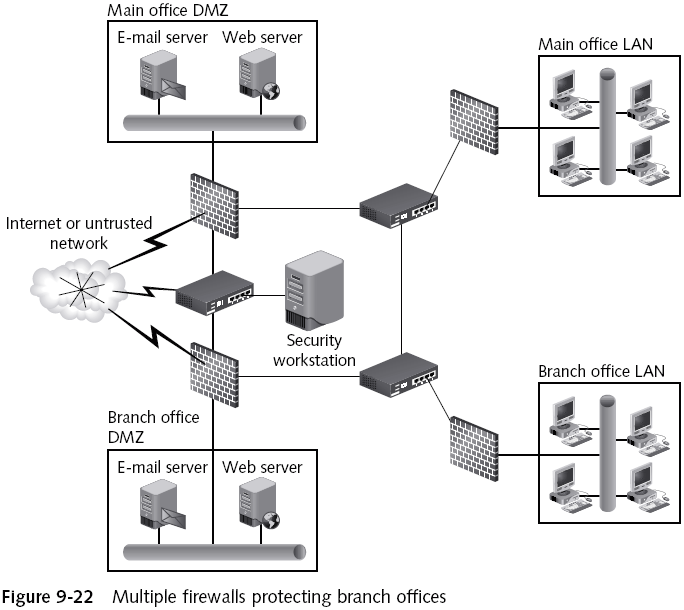 Main office DMZ
E-mail server
Web server
Main office LAN
Internet or untrusted
network
Security
workstation
Branch office LAN
Branch office
DMZ
E-mail server
Web server
Figure 9-22 Multiple firewalls protecting branch offices